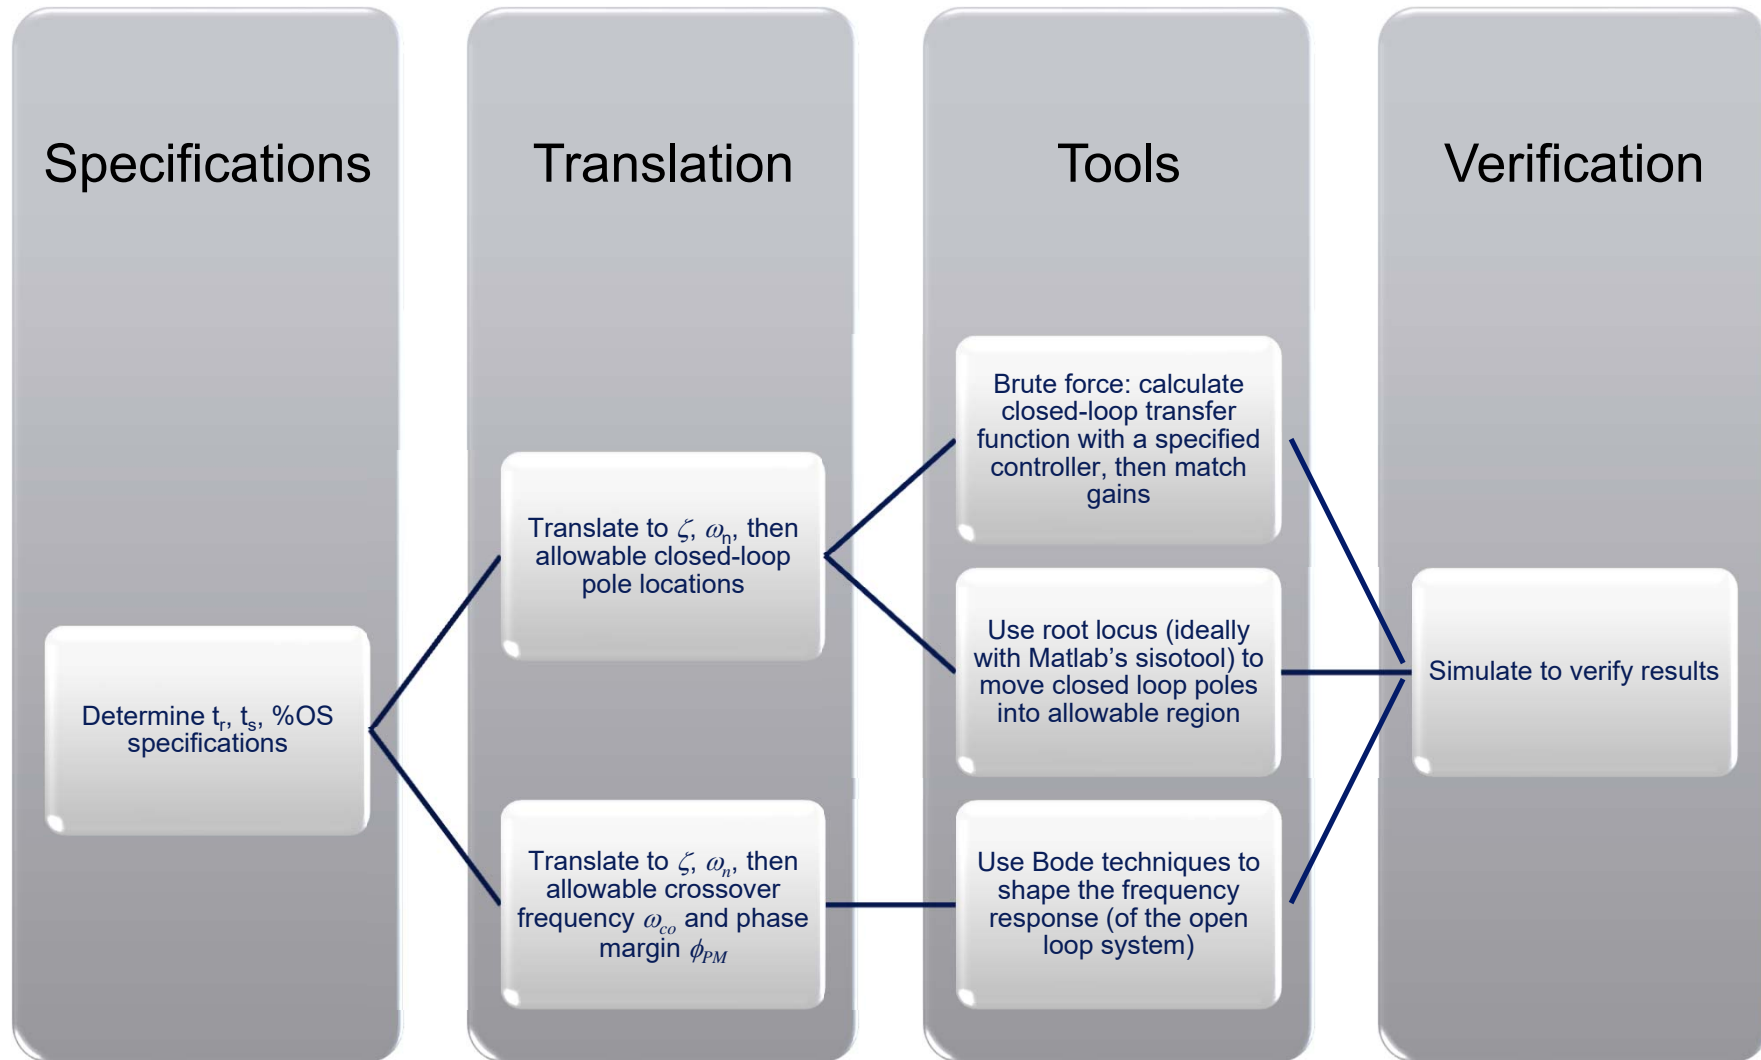 Specifications
Translation
Tools
Verification
Determine tᵣ, tₛ, %OS
specifications
Translate to ζ, ωₙ, then
allowable closed-loop
pole locations
Translate to ζ, ωₙ, then
allowable crossover
frequency ω_co and phase
margin ϕ_PM
Brute force: calculate
closed-loop transfer
function with a specified
controller, then match
gains
Use root locus (ideally
with Matlab’s sisotool) to
move closed loop poles
into allowable region
Use Bode techniques to
shape the frequency
response (of the open
loop system)
Simulate to verify results